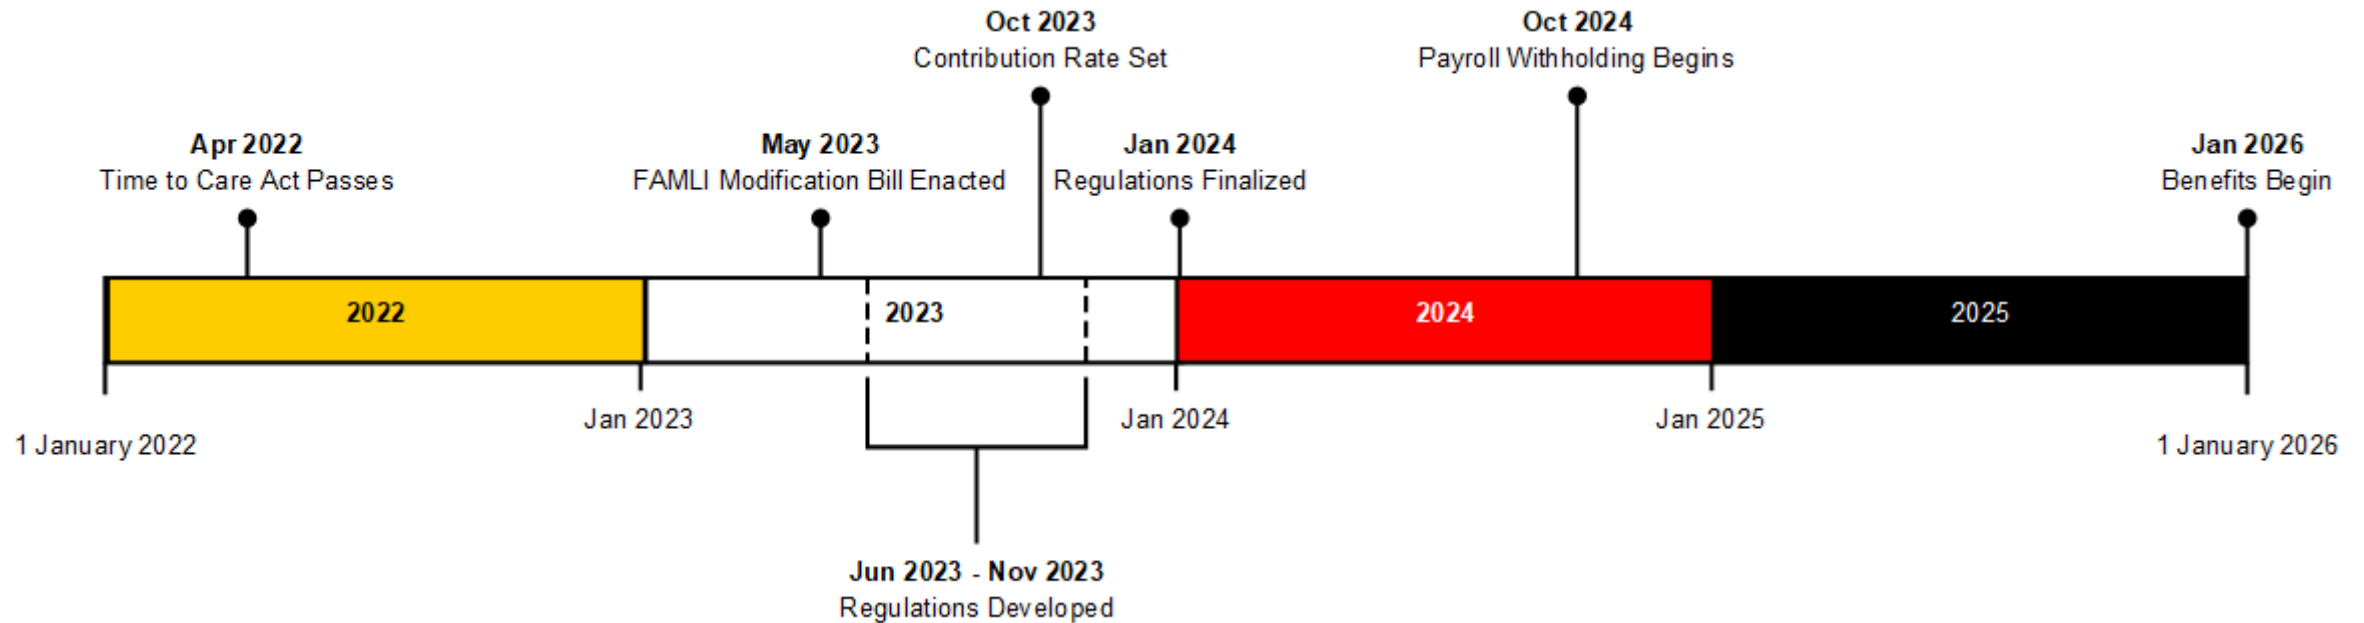 Oct 2023
Contribution Rate Set
Oct 2024
Payroll Withholding Begins
Apr 2022
Time to Care Act Passes
May 2023
FAMLI Modification Bill Enacted
Jan 2024
Regulations Finalized
Jan 2026
Benefits Begin
2022
2023
2024
2025
1 January 2022
Jan 2023
Jan 2024
Jan 2025
1 January 2026
Jun 2023 - Nov 2023
Regulations Developed